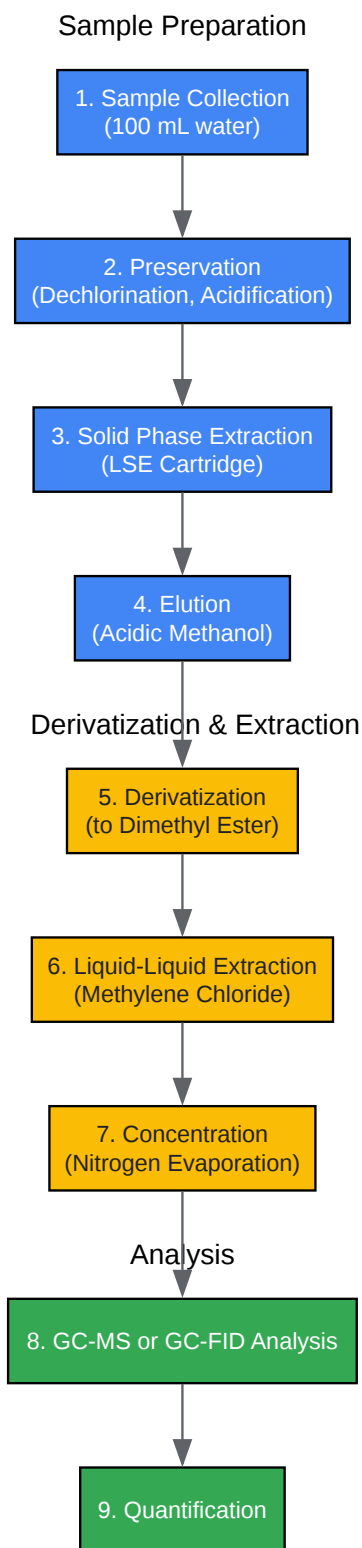 Sample Preparation
1. Sample Collection
(100 mL water)
2. Preservation
(Dechlorination, Acidification)
3. Solid Phase Extraction
(LSE Cartridge)
4. Elution
(Acidic Methanol)
Derivatization & Extraction
5. Derivatization
(to Dimethyl Ester)
6. Liquid-Liquid Extraction
(Methylene Chloride)
7. Concentration
(Nitrogen Evaporation)
Analysis
8. GC-MS or GC-FID Analysis
9. Quantification